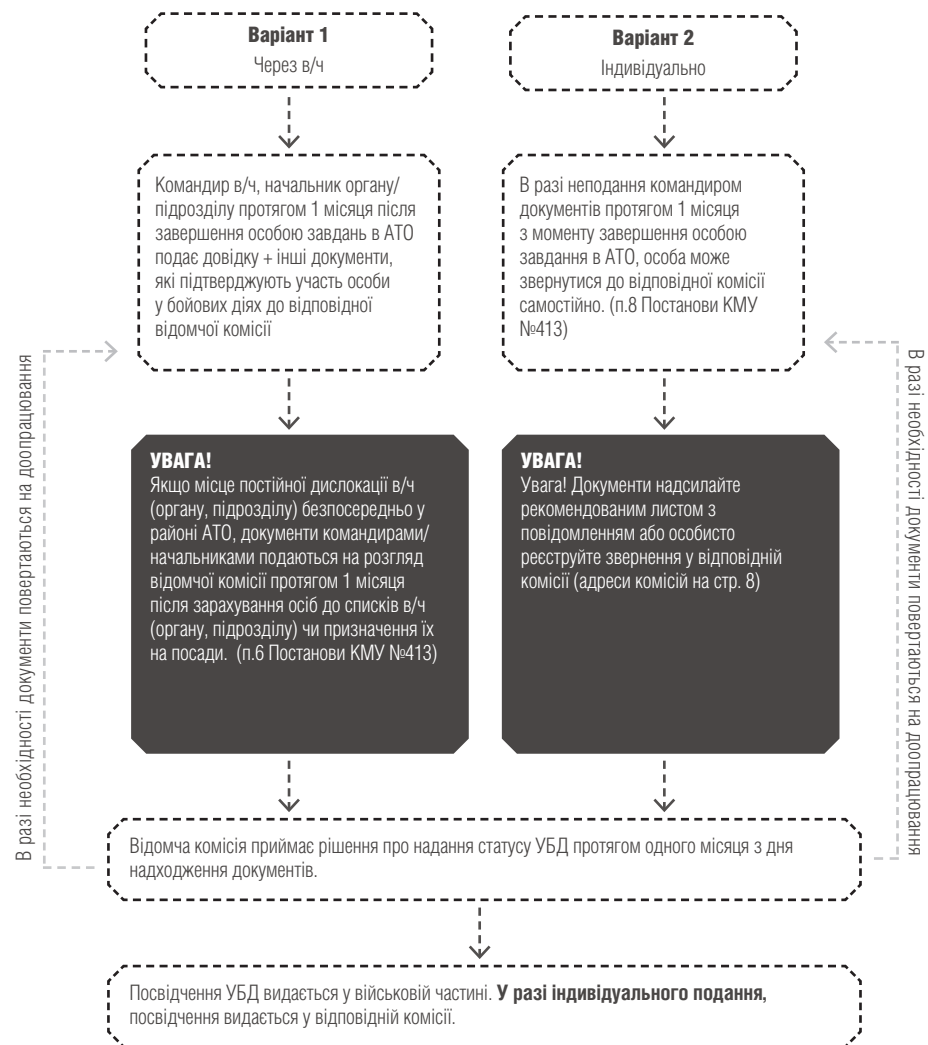 Варіант 1
Через в/ч
Варіант 2
Індивідуально
Командир в/ч, начальник органу/
підрозділу протягом 1 місяця після
завершення особою завдань в АТО
подає довідку + інші документи,
які підтверджують участь особи
у бойових діях до відповідної
відомчої комісії
В разі неподання командиром
документів протягом 1 місяця
з моменту завершення особою
завдання в АТО, особа може
звернутися до відповідної комісії
самостійно. (п.8 Постанови КМУ
№413)
УВАГА!
Якщо місце постійної дислокації в/ч
(органу, підрозділу) безпосередньо у
районі АТО, документи командирами/
начальниками подаються на розгляд
відомчої комісії протягом 1 місяця
після зарахування осіб до списків в/ч
(органу, підрозділу) чи призначення їх
на посади. (п.6 Постанови КМУ №413)
УВАГА!
Увага! Документи надсилайте
рекомендованим листом з
повідомленням або особисто
реєструйте звернення у відповідній
комісії (адреси комісій на стр. 8)
В разі необхідності документи повертаються на доопрацювання
В разі необхідності документи повертаються на доопрацювання
Відомча комісія приймає рішення про надання статусу УБД протягом одного місяця з дня
надходження документів.
Посвідчення УБД видається у військовій частині. У разі індивідуального подання,
посвідчення видається у відповідній комісії.